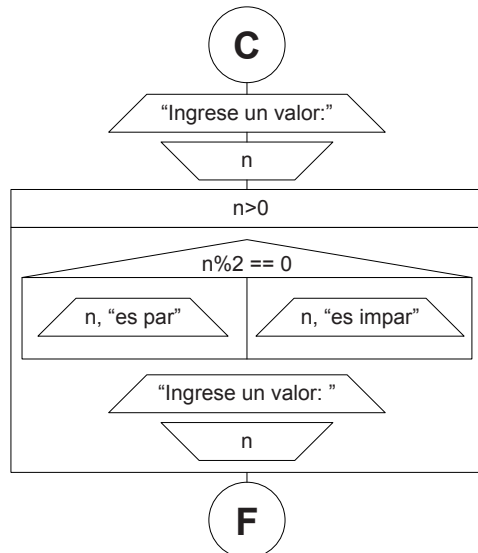 C
“Ingrese un valor:”
n
n>0
n%2 == 0
n, “es par”
n, “es impar”
“Ingrese un valor: ”
n
F